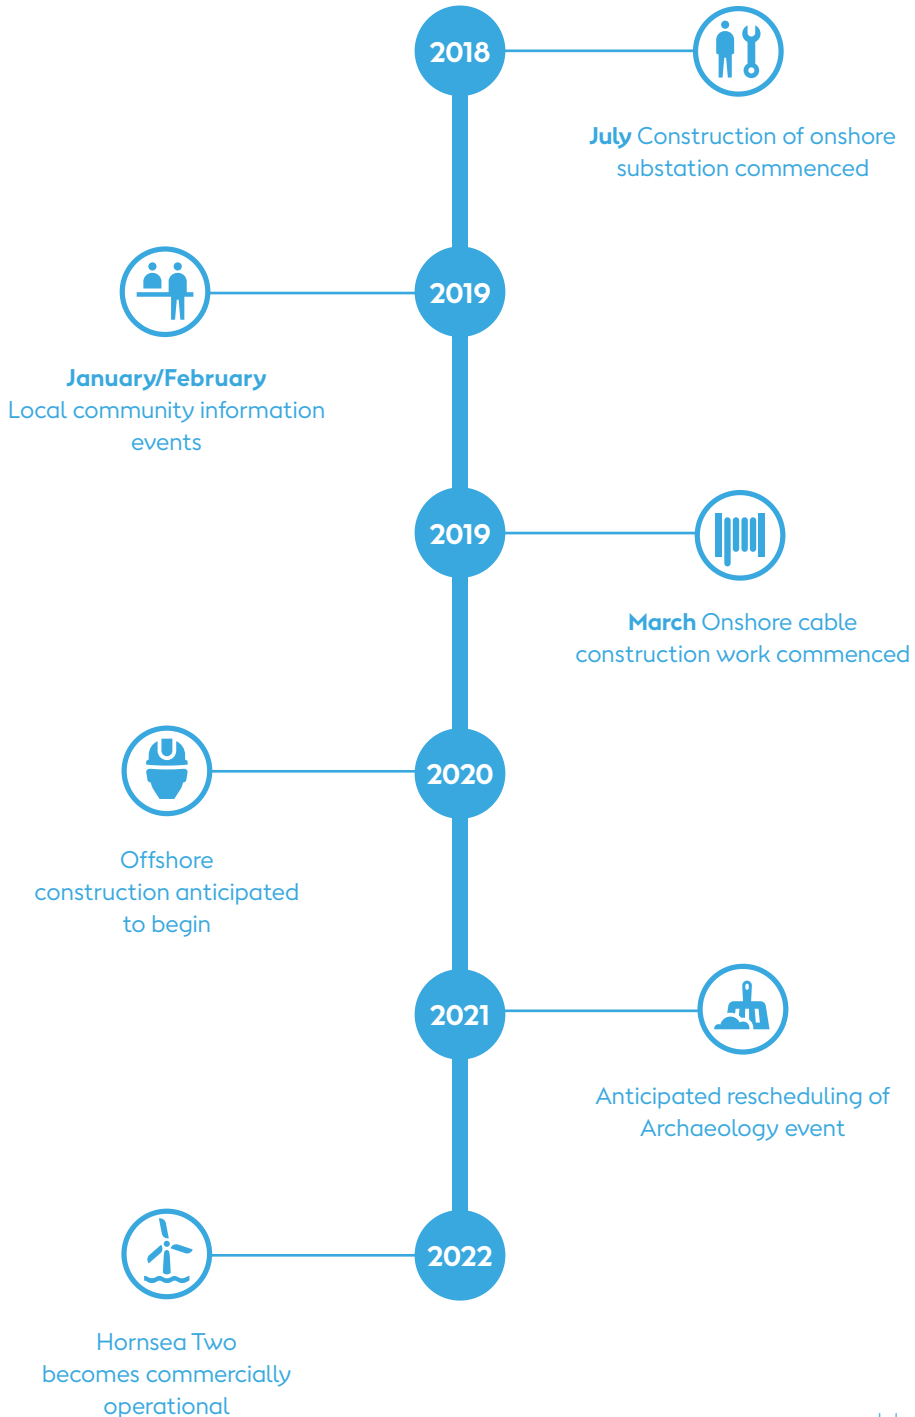 2018
July Construction of onshore
substation commenced
2019
January/February
Local community information
events
2019
March Onshore cable
construction work commenced
2020
Offshore
construction anticipated
to begin
2021
Anticipated rescheduling of
Archaeology event
2022
Hornsea Two
becomes commercially
operational